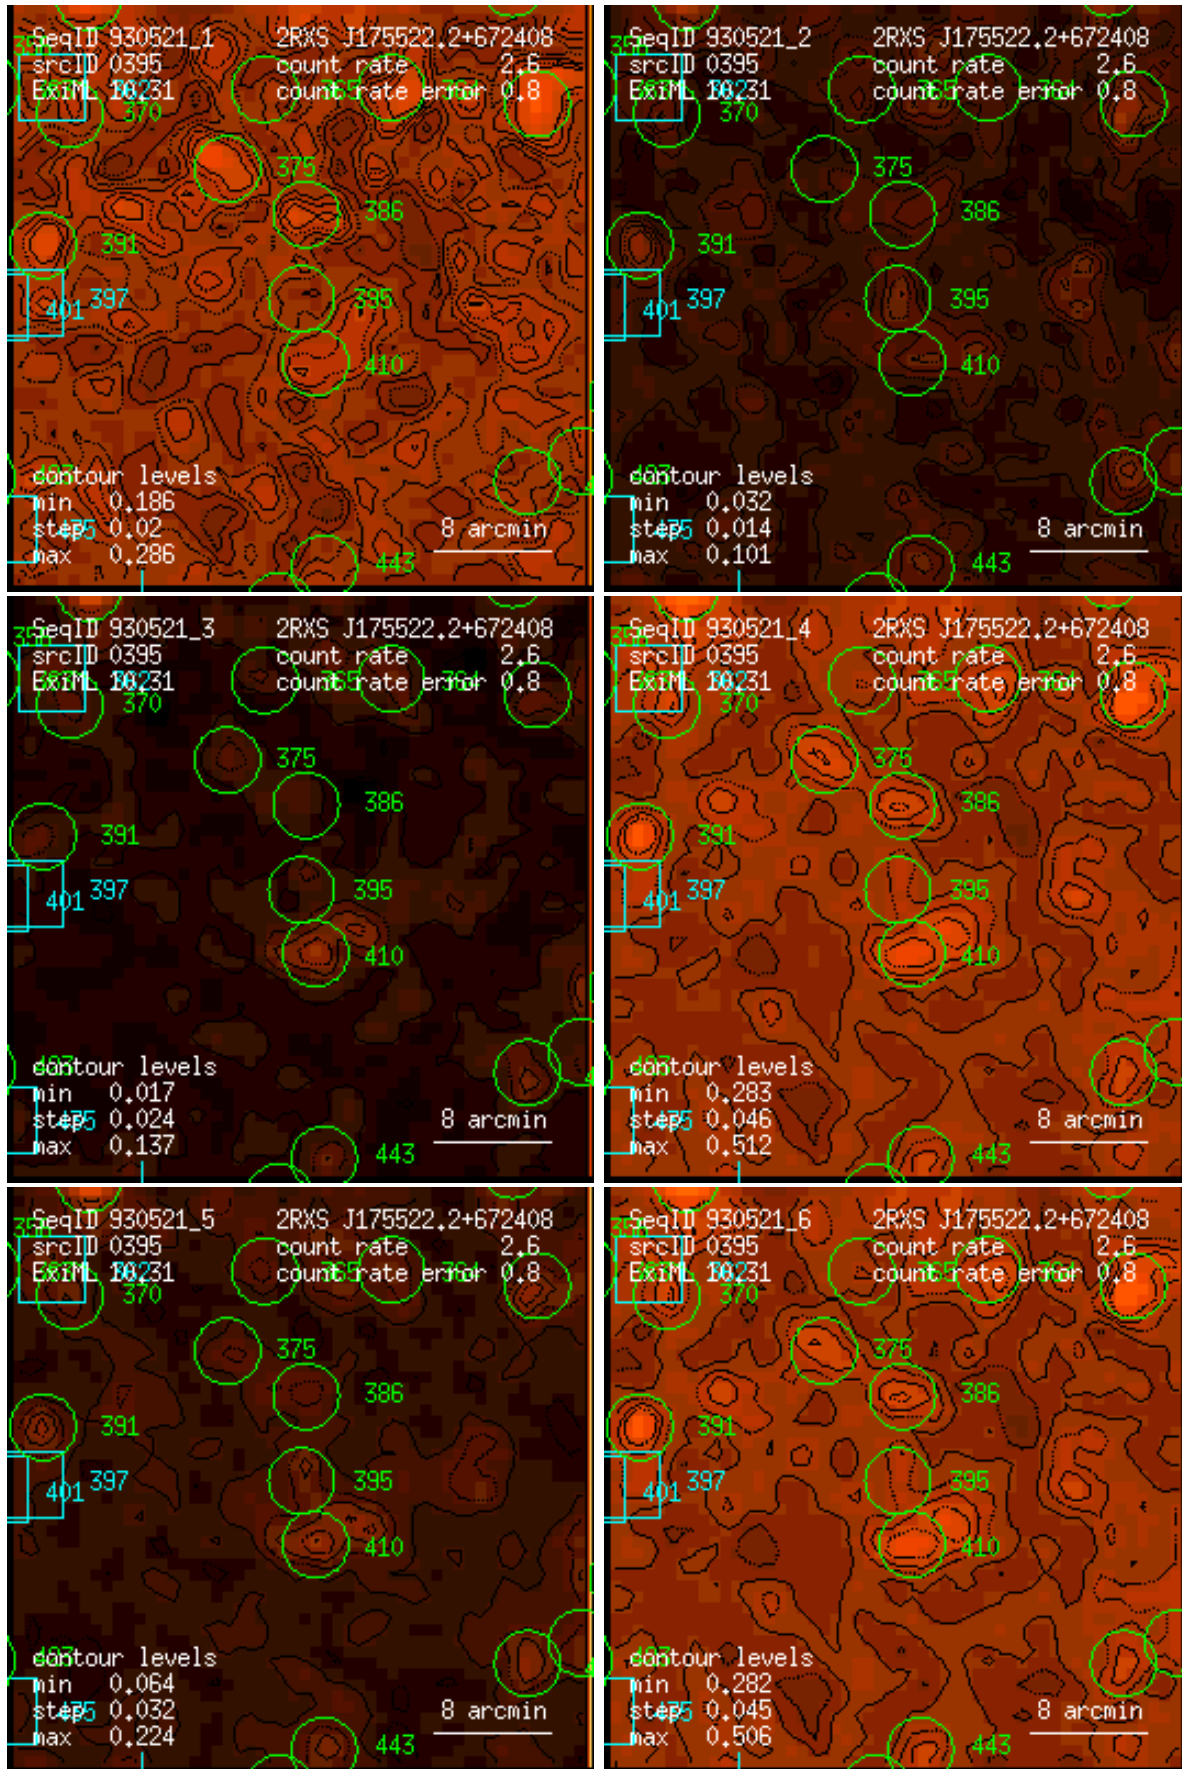 SeqID 930521_1 2RXS J175522.2+672408
srcID 0395 count rate 2.6
ExiML count rate error 0.8
370
375
386
391
395
397
401
410
contour levels
min 0.186
step 0.02
max 0.286
8 arcmin
443
SeqID 930521_2 2RXS J175522.2+672408
srcID 0395 count rate 2.6
ExiML count rate error 0.8
370
375
386
391
395
397
401
410
contour levels
min 0.032
step 0.014
max 0.101
8 arcmin
443
SeqID 930521_3 2RXS J175522.2+672408
srcID 0395 count rate 2.6
ExiML count rate error 0.8
370
375
386
391
395
397
401
410
contour levels
min 0.017
step 0.024
max 0.137
8 arcmin
443
SeqID 930521_4 2RXS J175522.2+672408
srcID 0395 count rate 2.6
ExiML count rate error 0.8
370
375
386
391
395
397
401
410
contour levels
min 0.283
step 0.046
max 0.512
8 arcmin
443
SeqID 930521_5 2RXS J175522.2+672408
srcID 0395 count rate 2.6
ExiML count rate error 0.8
370
375
386
391
395
397
401
410
contour levels
min 0.064
step 0.032
max 0.224
8 arcmin
443
SeqID 930521_6 2RXS J175522.2+672408
srcID 0395 count rate 2.6
ExiML count rate error 0.8
370
375
386
391
395
397
401
410
contour levels
min 0.282
step 0.045
max 0.506
8 arcmin
443